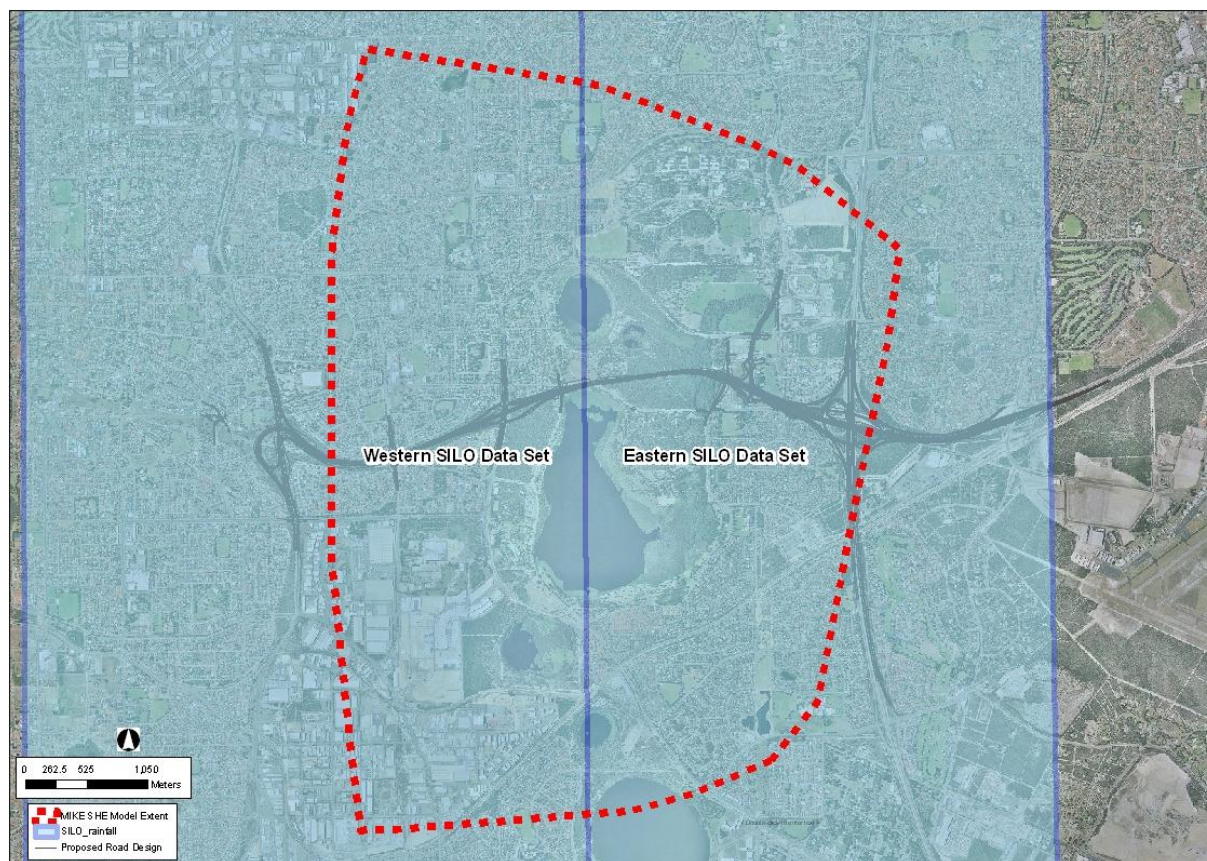 Western SILO Data Set
Eastern SILO Data Set
0 262.5 525 1,050
Meters
MIKE SHE Model Extent
SILO_rainfall
Proposed Road Design